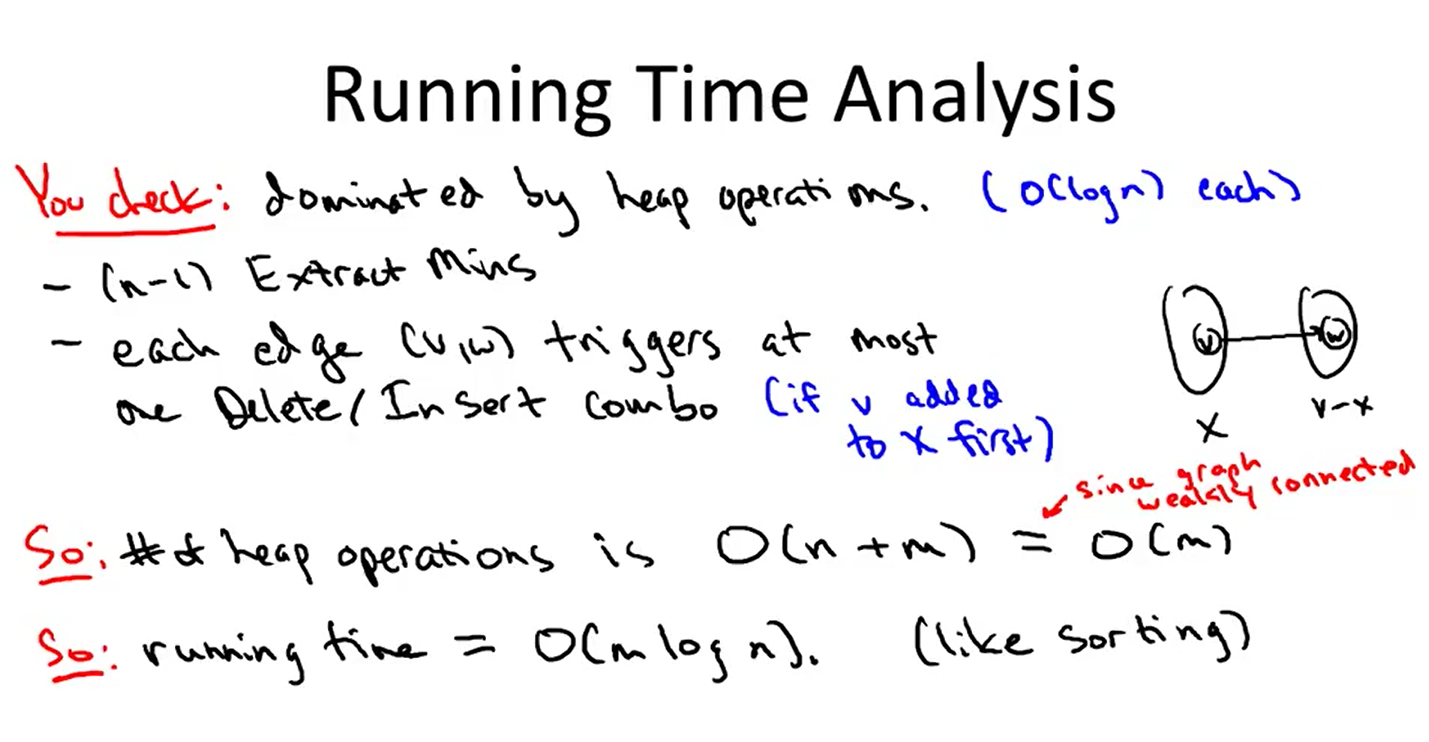 Running Time Analysis
You check: dominated by heap operations. (O(log n) each)
- (n-1) Extract Mins
- each edge (v,w) triggers at most
one Delete/Insert combo (if v added
to X first)
v w
X V-X
since graph
weakly connected
So: # of heap operations is O(n+m) = O(m)
So: running time = O(m log n). (like sorting)